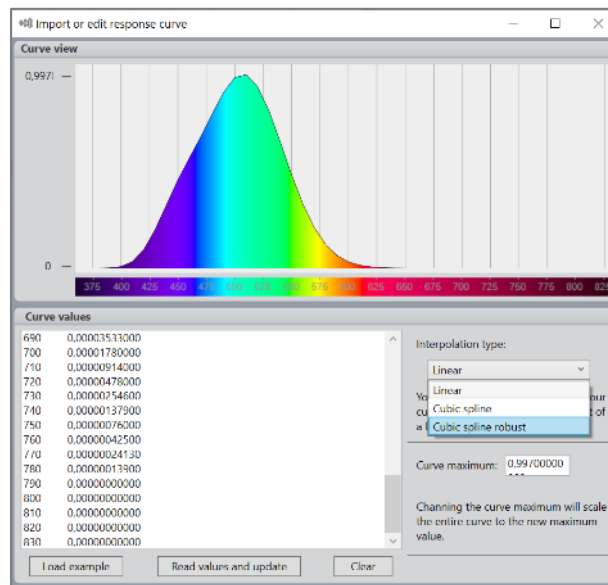 Import or edit response curve
Curve view
0,997
0
375 400 425 450 475 500 525 550 575 600 625 650 675 700 725 750 775 800 825
Curve values
690 0,00003533000
700 0,00001780000
710 0,00000914000
720 0,00000478000
730 0,00000254600
740 0,00000137900
750 0,00000076000
760 0,00000042500
770 0,00000024130
780 0,00000013900
790 0,00000000000
800 0,00000000000
810 0,00000000000
820 0,00000000000
830 0,00000000000
Load example
Read values and update
Clear
Interpolation type:
Linear
Linear
Cubic spline
Cubic spline robust
Curve maximum: 0,99700000
Channing the curve maximum will scale
the entire curve to the new maximum
value.